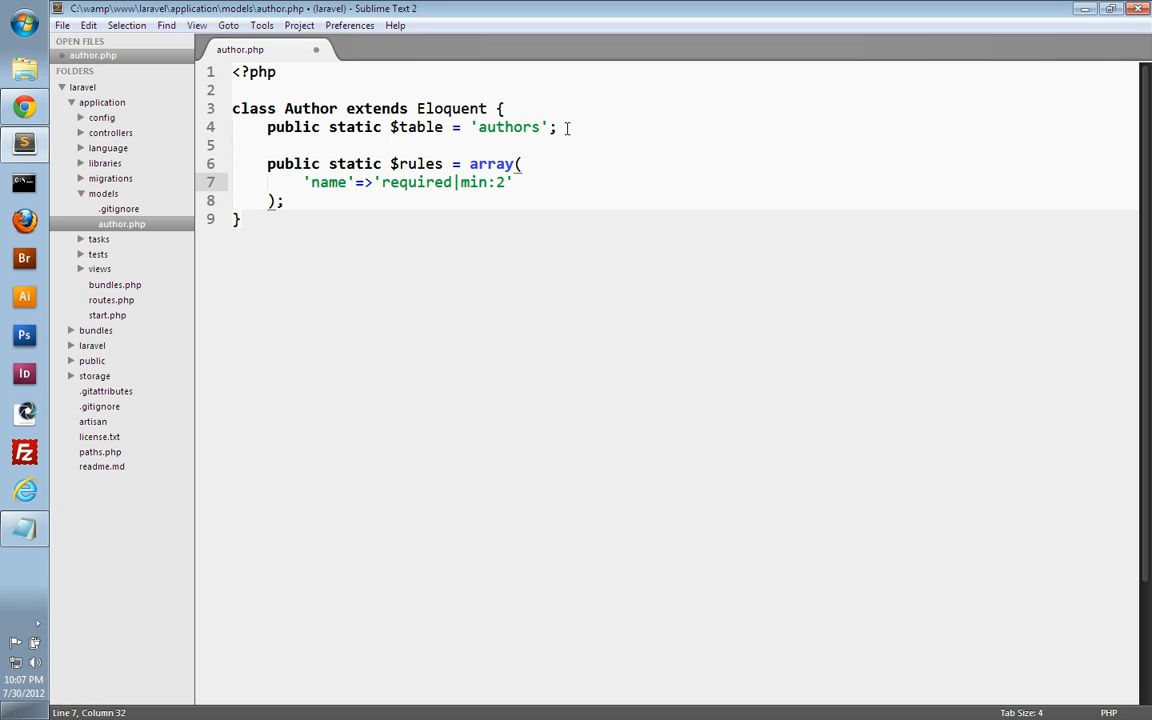 C:\wamp\www\laravel\application\models\author.php • (laravel) - Sublime Text 2
File Edit Selection Find View Goto Tools Project Preferences Help
OPEN FILES
author.php
FOLDERS
laravel
application
config
controllers
language
libraries
migrations
models
.gitignore
author.php
tasks
tests
views
bundles.php
routes.php
start.php
bundles
laravel
public
storage
.gitattributes
.gitignore
artisan
license.txt
paths.php
readme.md
author.php
1 <?php
2
3 class Author extends Eloquent {
4 public static $table = 'authors';
5
6 public static $rules = array(
7 'name'=>'required|min:2'
8 );
9 }
Br
Ai
Ps
Id
Fz
10:07 PM
7/30/2012
Line 7, Column 32
Tab Size: 4
PHP